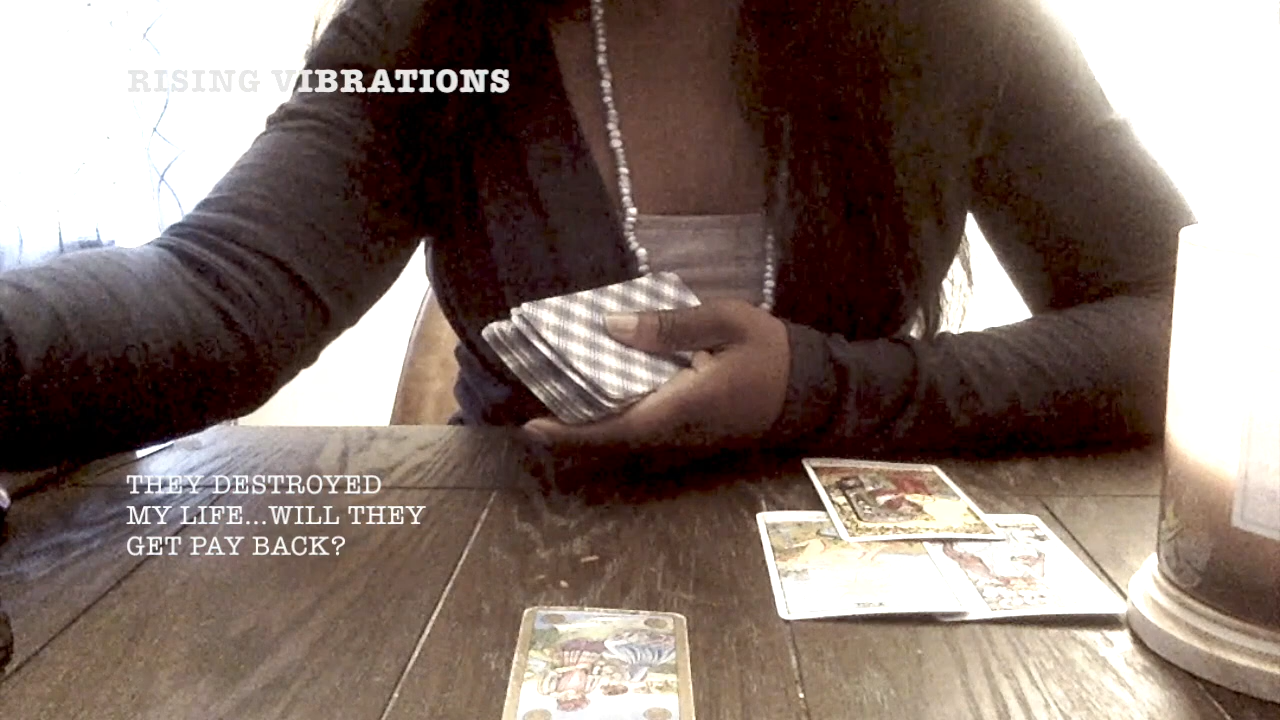 RISING VIBRATIONS
THEY DESTROYED
MY LIFE...WILL THEY
GET PAY BACK?